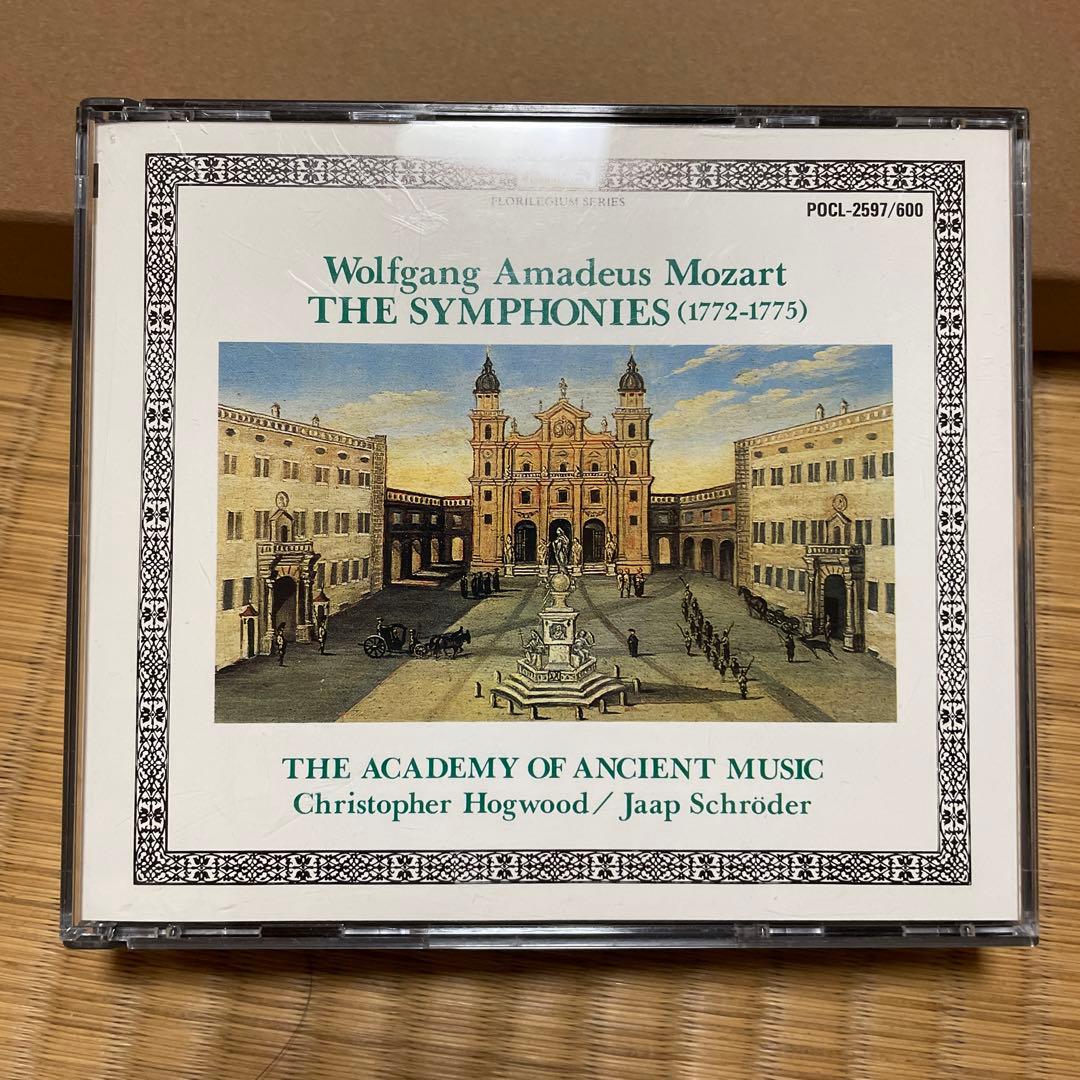 FLORILEGIUM SERIES
POCL-2597/600
Wolfgang Amadeus Mozart
THE SYMPHONIES (1772-1775)
THE ACADEMY OF ANCIENT MUSIC
Christopher Hogwood/Jaap Schröder